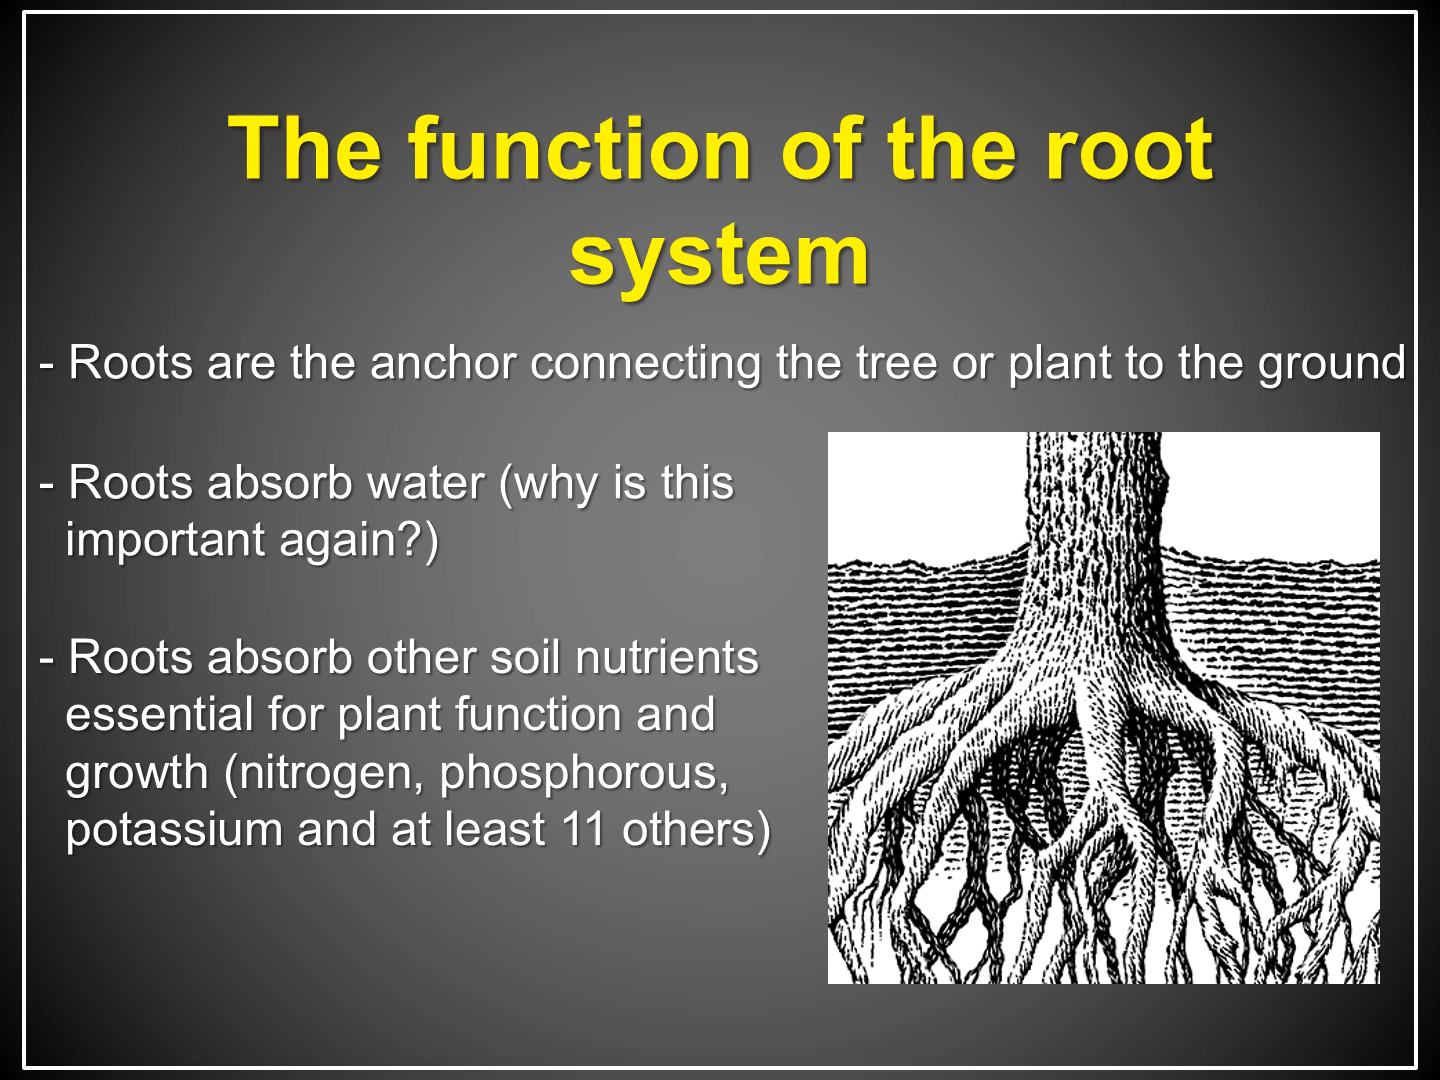 The function of the root
system
- Roots are the anchor connecting the tree or plant to the ground
- Roots absorb water (why is this
important again?)
- Roots absorb other soil nutrients
essential for plant function and
growth (nitrogen, phosphorous,
potassium and at least 11 others)